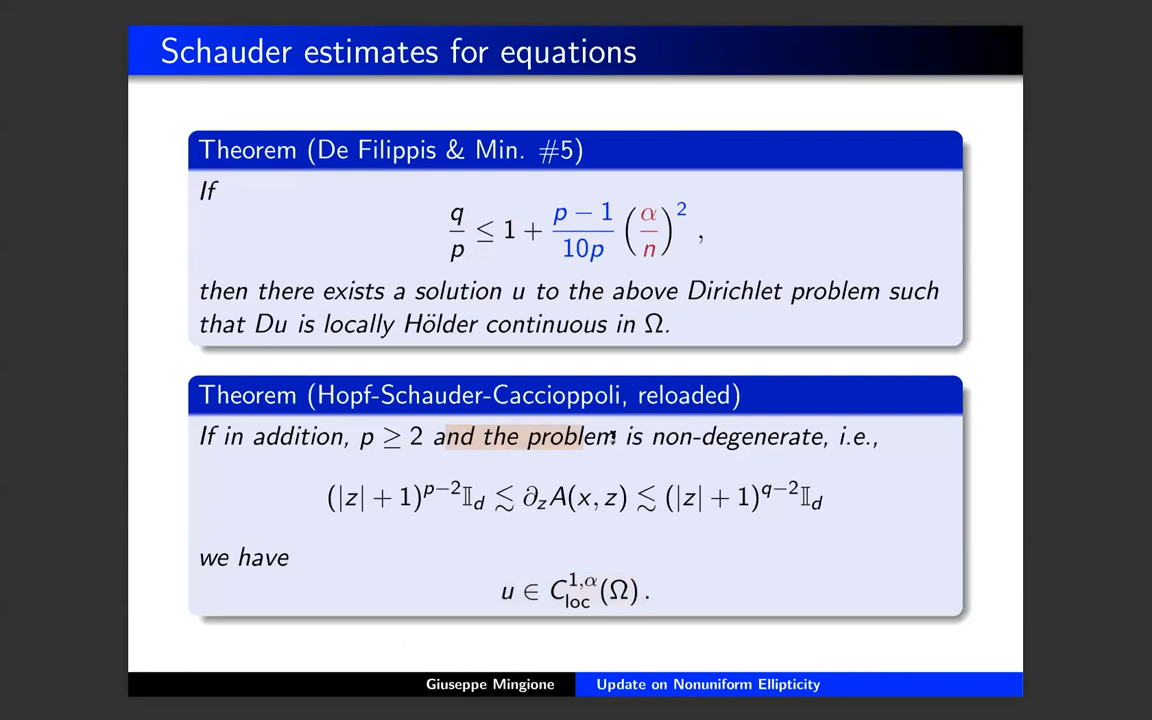 Schauder estimates for equations
Theorem (De Filippis & Min. #5)
If
q/p ≤ 1 + (p − 1)/(10p) (α/n)², 
then there exists a solution u to the above Dirichlet problem such
that Du is locally Hölder continuous in Ω.
Theorem (Hopf-Schauder-Caccioppoli, reloaded)
If in addition, p ≥ 2 and the problem is non-degenerate, i.e.,
(|z| + 1)^{p−2} 𝕀_d ≲ ∂_z A(x, z) ≲ (|z| + 1)^{q−2} 𝕀_d
we have
u ∈ C^{1,α}_{loc}(Ω) .
Giuseppe Mingione
Update on Nonuniform Ellipticity